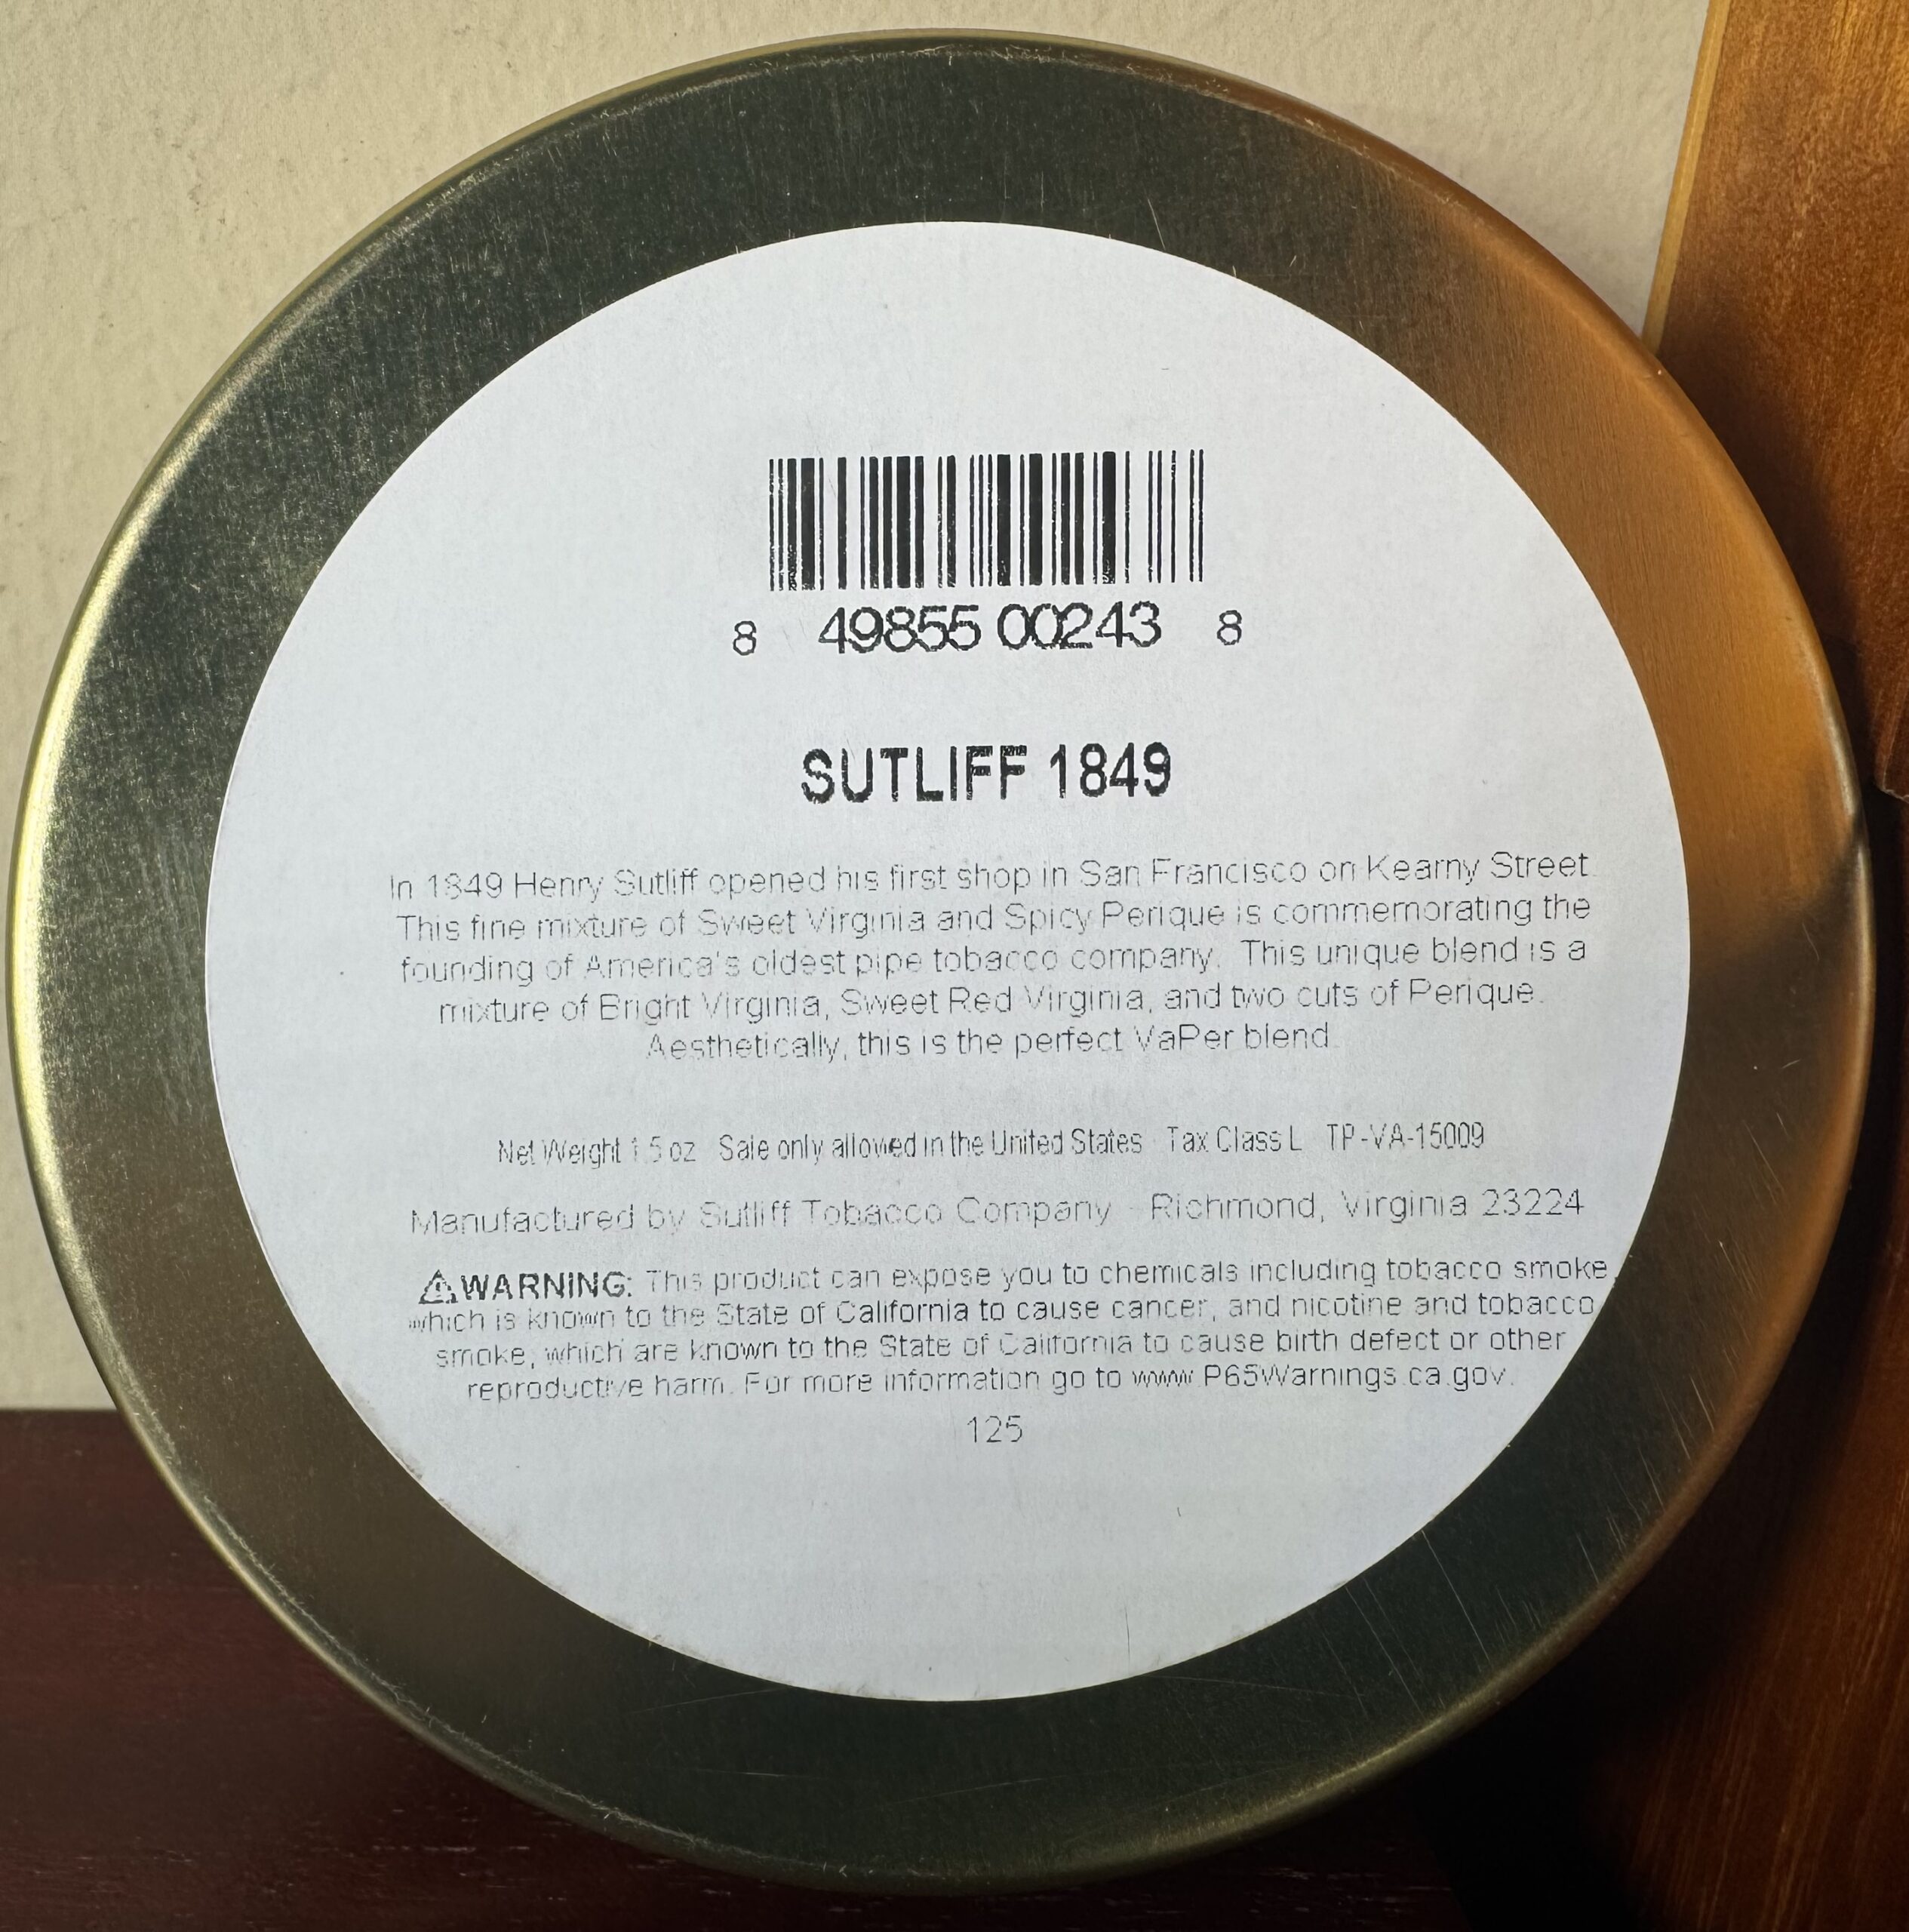 8 49855 00243 8
SUTLIFF 1849
In 1849 Henry Sutliff opened his first shop in San Francisco on Kearny Street.
This fine mixture of Sweet Virginia and Spicy Perique is commemorating the
founding of America's oldest pipe tobacco company. This unique blend is a
mixture of Bright Virginia, Sweet Red Virginia, and two cuts of Perique.
Aesthetically, this is the perfect VaPer blend.
Net Weight 1.5 oz Sale only allowed in the United States Tax Class L TP-VA-15009
Manufactured by Sutliff Tobacco Company - Richmond, Virginia 23224
⚠WARNING: This product can expose you to chemicals including tobacco smoke,
which is known to the State of California to cause cancer, and nicotine and tobacco
smoke, which are known to the State of California to cause birth defect or other
reproductive harm. For more information go to www.P65Warnings.ca.gov.
125